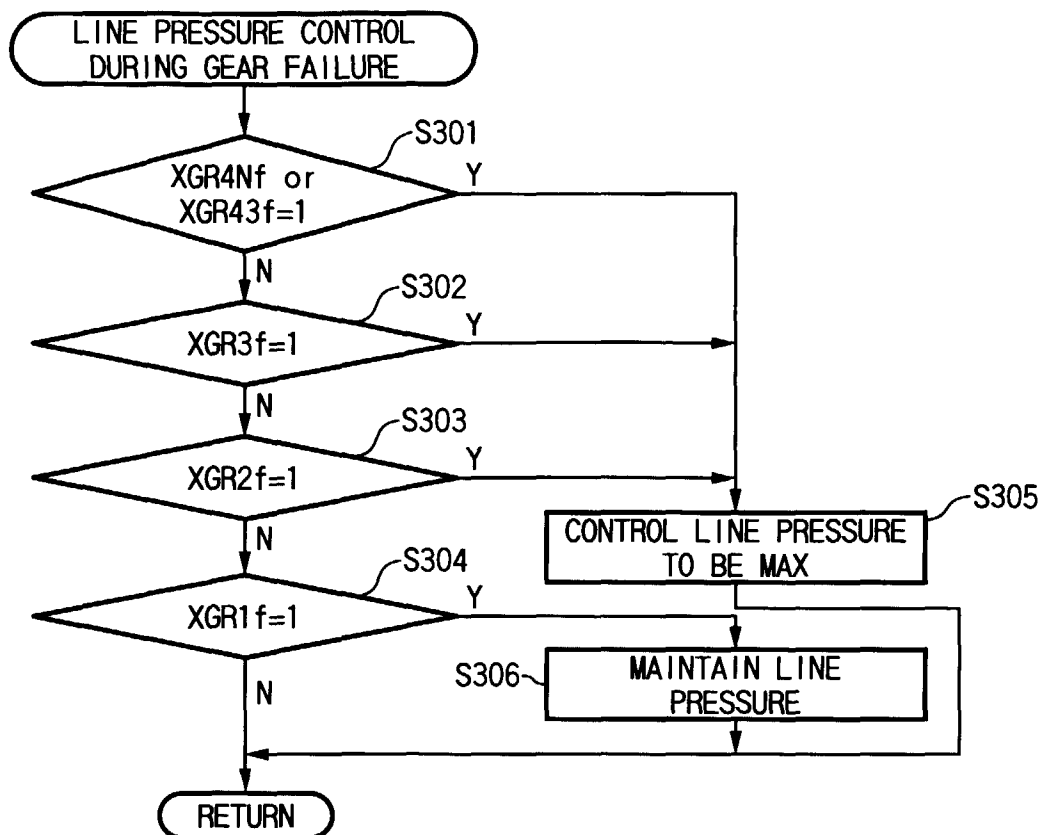 LINE PRESSURE CONTROL
DURING GEAR FAILURE
S301
XGR4Nf or
XGR43f=1
Y
N
S302
XGR3f=1
Y
N
S303
XGR2f=1
Y
N
S305
CONTROL LINE PRESSURE
TO BE MAX
S304
XGR1f=1
Y
N
S306
MAINTAIN LINE
PRESSURE
RETURN